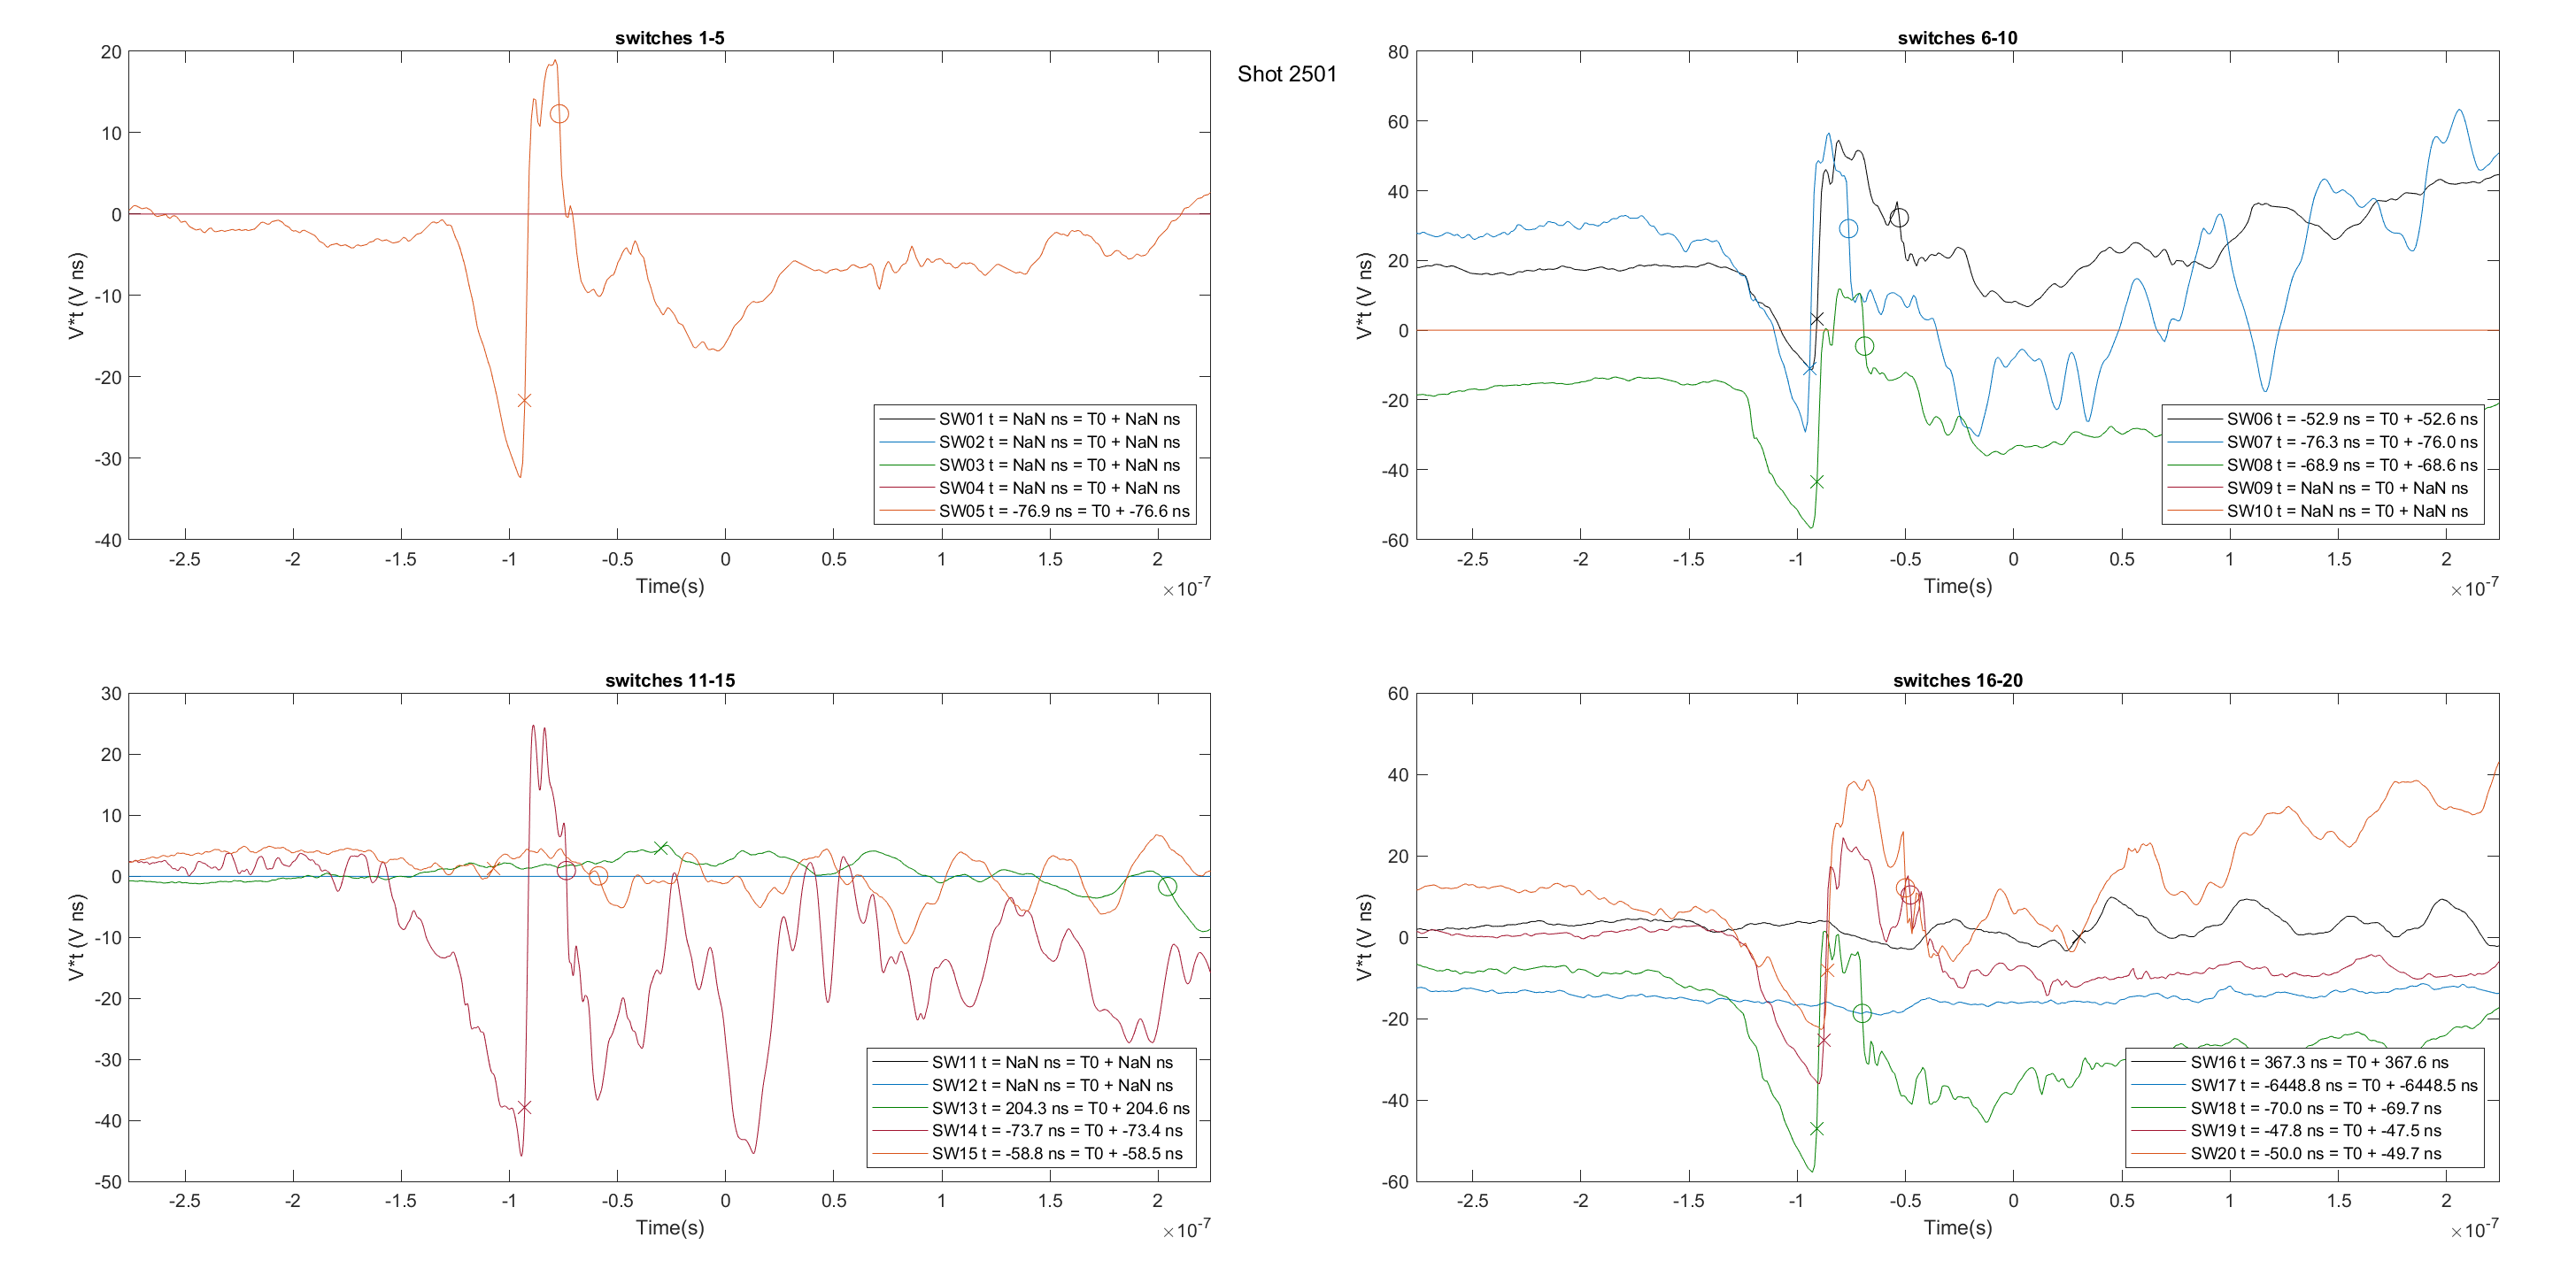 Shot 2501
switches 1-5
20
10
0
-10
-20
-30
-40
V*t (V ns)
-2.5 -2 -1.5 -1 -0.5 0 0.5 1 1.5 2
Time(s)
×10-7
SW01 t = NaN ns = T0 + NaN ns
SW02 t = NaN ns = T0 + NaN ns
SW03 t = NaN ns = T0 + NaN ns
SW04 t = NaN ns = T0 + NaN ns
SW05 t = -76.9 ns = T0 + -76.6 ns
switches 6-10
80
60
40
20
0
-20
-40
-60
V*t (V ns)
-2.5 -2 -1.5 -1 -0.5 0 0.5 1 1.5 2
Time(s)
×10-7
SW06 t = -52.9 ns = T0 + -52.6 ns
SW07 t = -76.3 ns = T0 + -76.0 ns
SW08 t = -68.9 ns = T0 + -68.6 ns
SW09 t = NaN ns = T0 + NaN ns
SW10 t = NaN ns = T0 + NaN ns
switches 11-15
30
20
10
0
-10
-20
-30
-40
-50
V*t (V ns)
-2.5 -2 -1.5 -1 -0.5 0 0.5 1 1.5 2
Time(s)
×10-7
SW11 t = NaN ns = T0 + NaN ns
SW12 t = NaN ns = T0 + NaN ns
SW13 t = 204.3 ns = T0 + 204.6 ns
SW14 t = -73.7 ns = T0 + -73.4 ns
SW15 t = -58.8 ns = T0 + -58.5 ns
switches 16-20
60
40
20
0
-20
-40
-60
V*t (V ns)
-2.5 -2 -1.5 -1 -0.5 0 0.5 1 1.5 2
Time(s)
×10-7
SW16 t = 367.3 ns = T0 + 367.6 ns
SW17 t = -6448.8 ns = T0 + -6448.5 ns
SW18 t = -70.0 ns = T0 + -69.7 ns
SW19 t = -47.8 ns = T0 + -47.5 ns
SW20 t = -50.0 ns = T0 + -49.7 ns